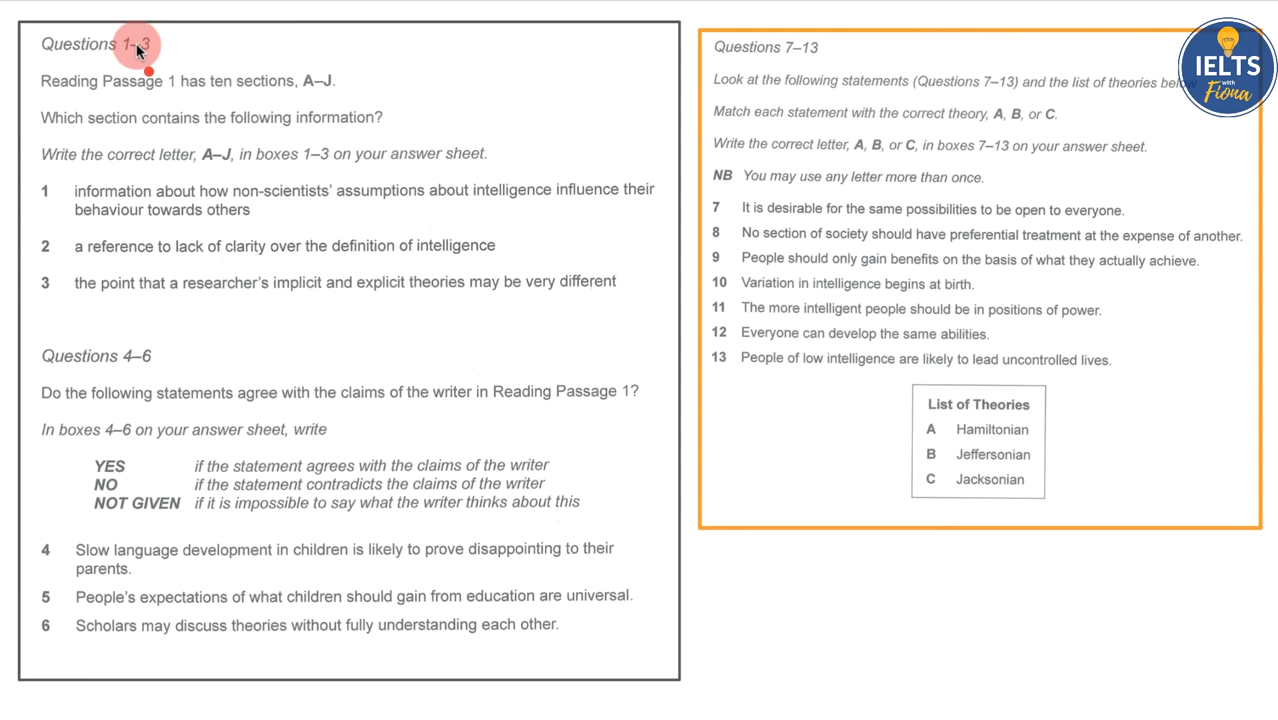 Questions 1–3
Reading Passage 1 has ten sections, A–J.
Which section contains the following information?
Write the correct letter, A–J, in boxes 1–3 on your answer sheet.
1 information about how non-scientists' assumptions about intelligence influence their
behaviour towards others
2 a reference to lack of clarity over the definition of intelligence
3 the point that a researcher's implicit and explicit theories may be very different
Questions 4–6
Do the following statements agree with the claims of the writer in Reading Passage 1?
In boxes 4–6 on your answer sheet, write
YES if the statement agrees with the claims of the writer
NO if the statement contradicts the claims of the writer
NOT GIVEN if it is impossible to say what the writer thinks about this
4 Slow language development in children is likely to prove disappointing to their
parents.
5 People's expectations of what children should gain from education are universal.
6 Scholars may discuss theories without fully understanding each other.
Questions 7–13
Look at the following statements (Questions 7–13) and the list of theories below
Match each statement with the correct theory, A, B, or C.
Write the correct letter, A, B, or C, in boxes 7–13 on your answer sheet.
NB You may use any letter more than once.
7 It is desirable for the same possibilities to be open to everyone.
8 No section of society should have preferential treatment at the expense of another.
9 People should only gain benefits on the basis of what they actually achieve.
10 Variation in intelligence begins at birth.
11 The more intelligent people should be in positions of power.
12 Everyone can develop the same abilities.
13 People of low intelligence are likely to lead uncontrolled lives.
List of Theories
A Hamiltonian
B Jeffersonian
C Jacksonian
IELTS
with
Fiona